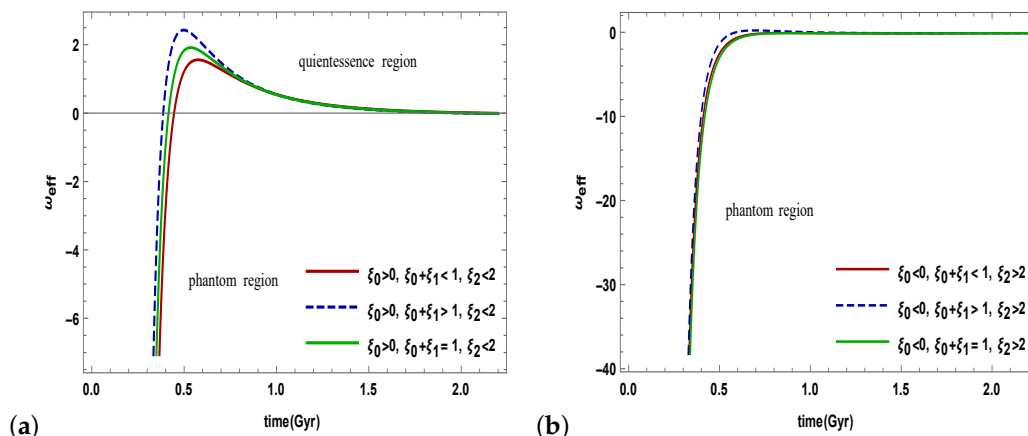 2
0
-2
-4
-6
ω_eff
quientessence region
phantom region
ξ0>0, ξ0+ξ1< 1, ξ2<2
ξ0>0, ξ0+ξ1> 1, ξ2<2
ξ0>0, ξ0+ξ1= 1, ξ2<2
0.0 0.5 1.0 1.5 2.0
time(Gyr)
(a)
0
-10
-20
-30
-40
ω_eff
phantom region
ξ0<0, ξ0+ξ1< 1, ξ2>2
ξ0<0, ξ0+ξ1> 1, ξ2>2
ξ0<0, ξ0+ξ1= 1, ξ2>2
0.0 0.5 1.0 1.5 2.0
time(Gyr)
(b)